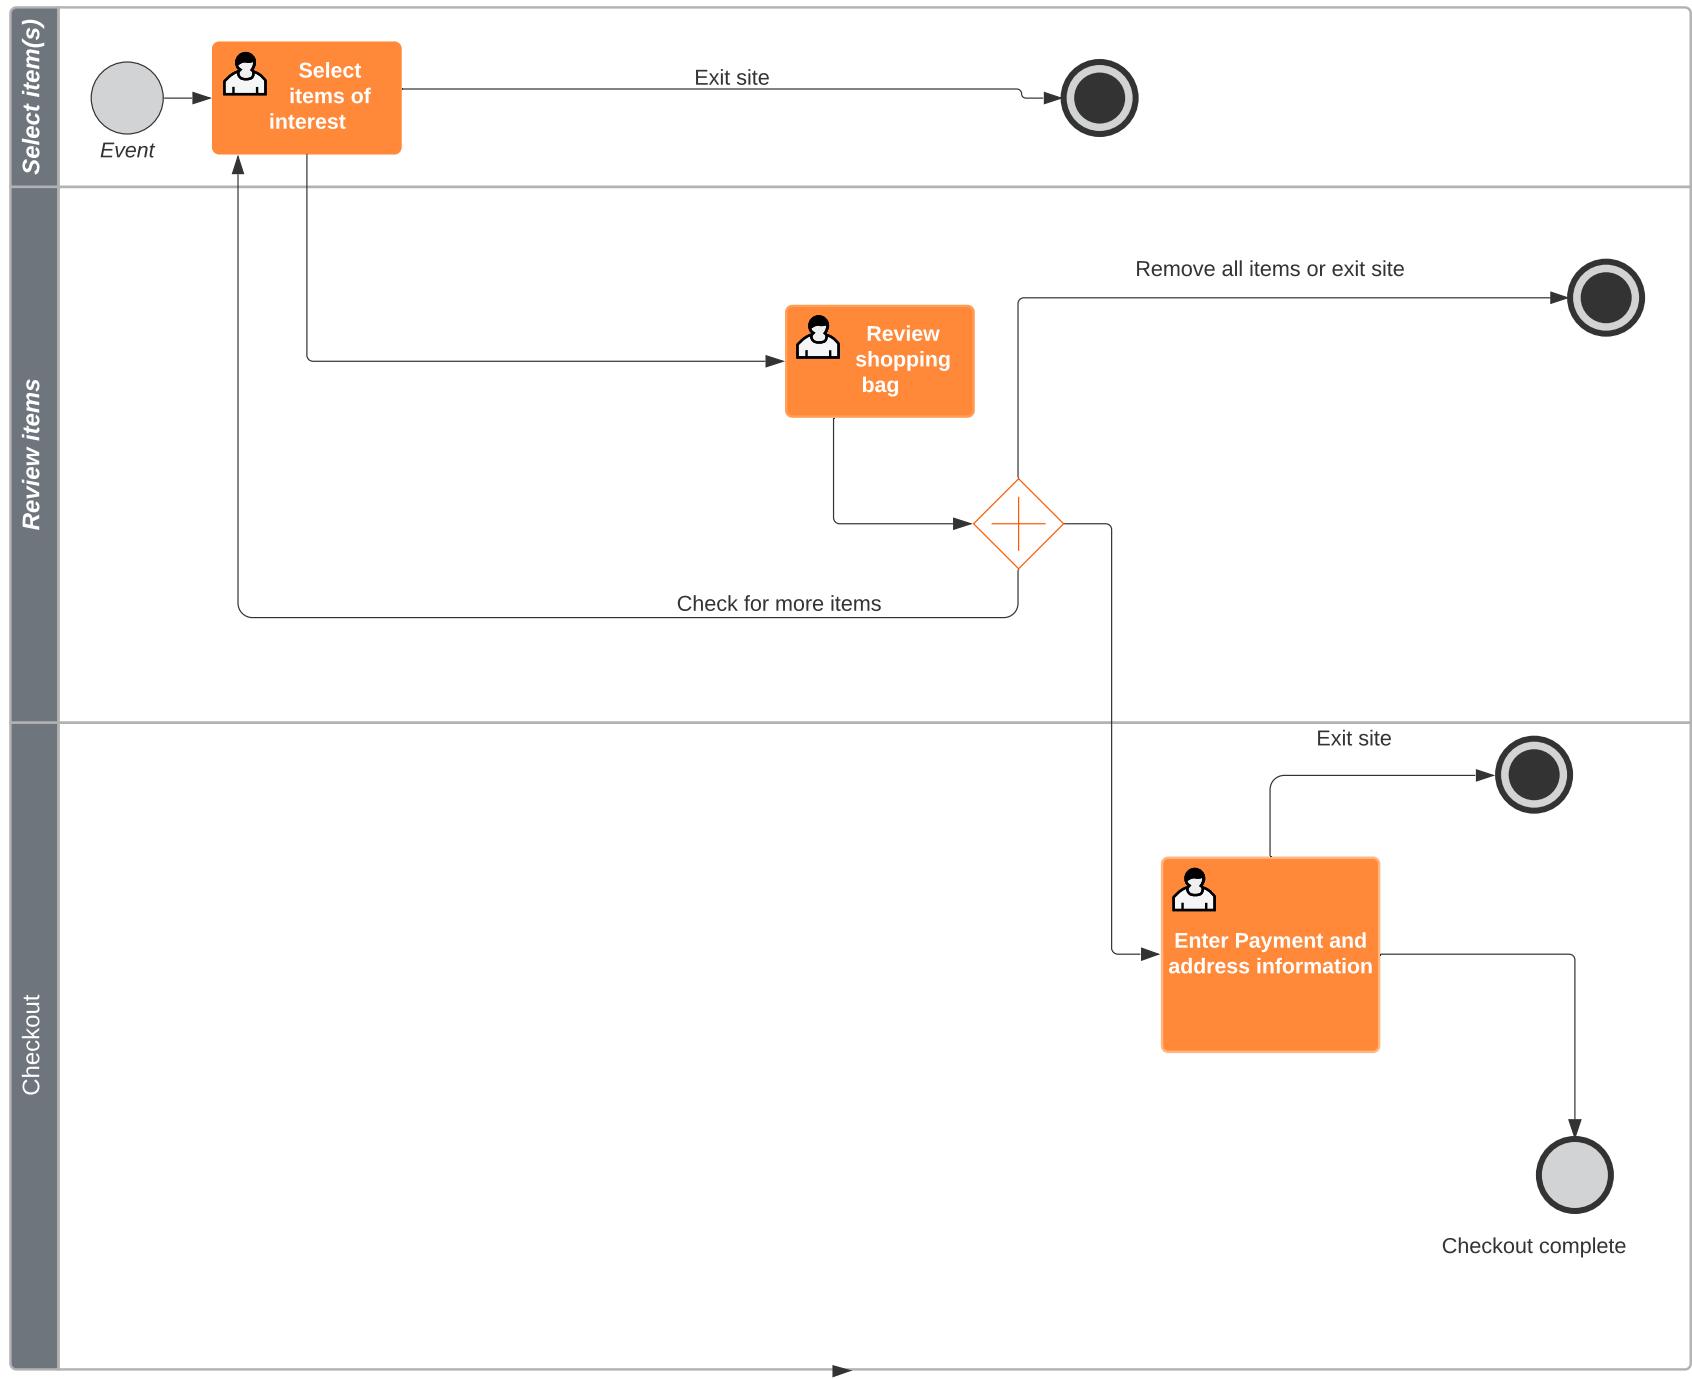 Select item(s)
Select
items of
interest
Exit site
Event
Review items
Remove all items or exit site
Review
shopping
bag
Check for more items
Checkout
Exit site
Enter Payment and
address information
Checkout complete